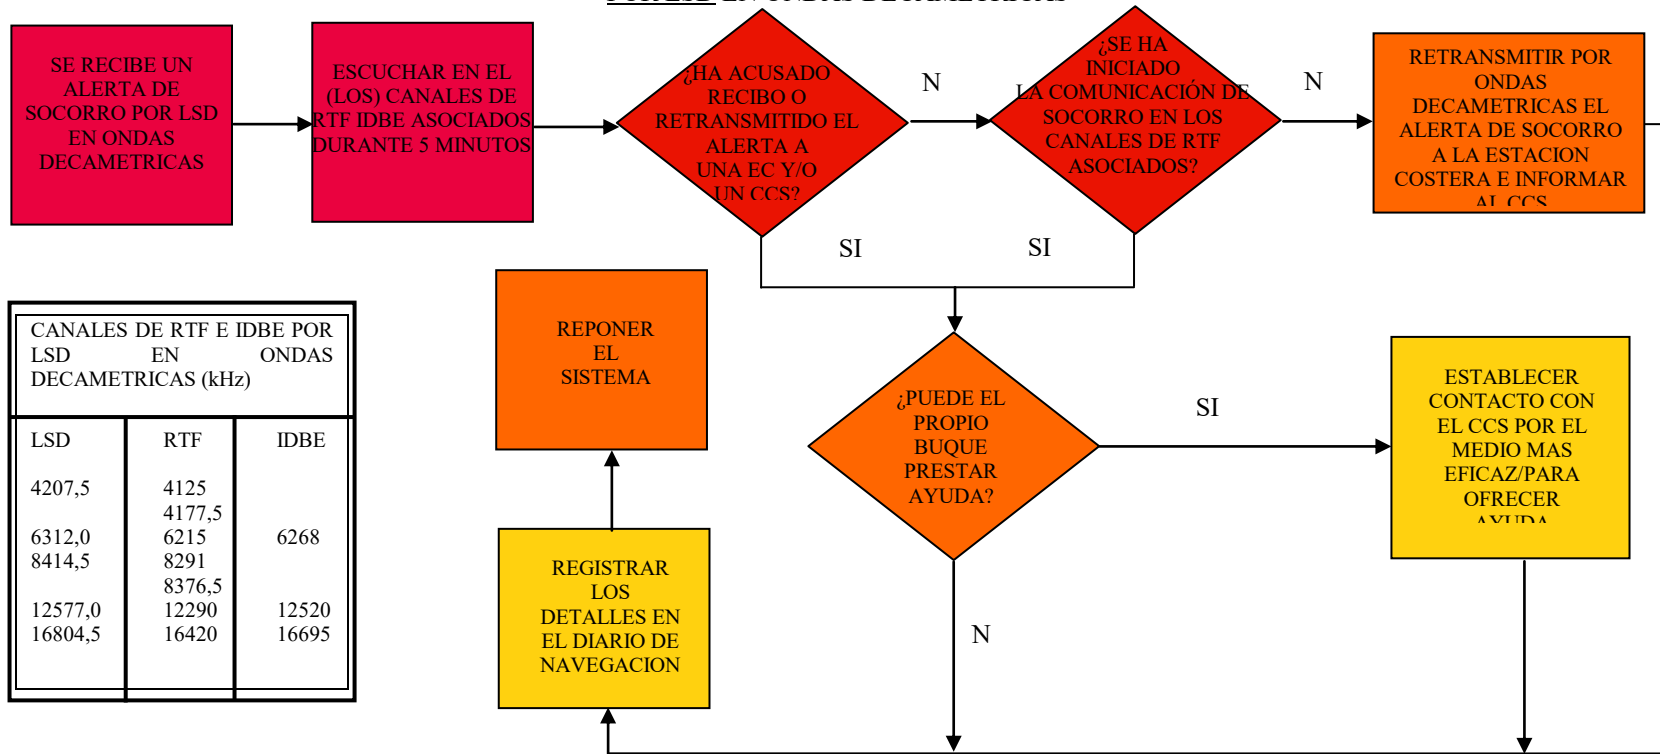 SE RECIBE UN
ALERTA DE
SOCORRO POR LSD
EN ONDAS
DECAMETRICAS
ESCUCHAR EN EL
(LOS) CANALES DE
RTF IDBE ASOCIADOS
DURANTE 5 MINUTOS
¿HA ACUSADO
RECIBO O
RETRANSMITIDO EL
ALERTA A
UNA EC Y/O
UN CCS?
N
¿SE HA
INICIADO
LA COMUNICACIÓN DE
SOCORRO EN LOS
CANALES DE RTF
ASOCIADOS?
N
RETRANSMITIR POR
ONDAS
DECAMETRICAS EL
ALERTA DE SOCORRO
A LA ESTACION
COSTERA E INFORMAR
AL CCS
SI
SI
CANALES DE RTF E IDBE POR
LSD EN ONDAS
DECAMETRICAS (kHz)
LSD RTF IDBE
4207,5 4125
4177,5
6312,0 6215 6268
8414,5 8291
8376,5
12577,0 12290 12520
16804,5 16420 16695
REPONER
EL
SISTEMA
¿PUEDE EL
PROPIO
BUQUE
PRESTAR
AYUDA?
SI
ESTABLECER
CONTACTO CON
EL CCS POR EL
MEDIO MAS
EFICAZ/PARA
OFRECER
AYUDA
REGISTRAR
LOS
DETALLES EN
EL DIARIO DE
NAVEGACION
N